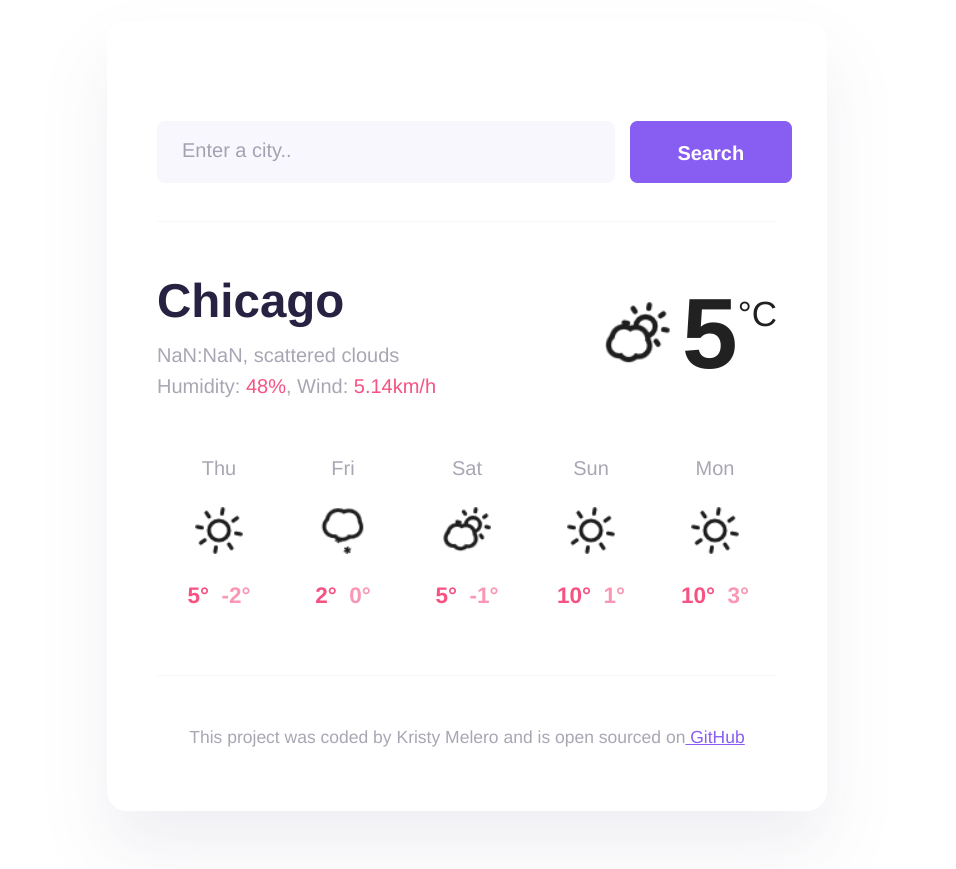 Enter a city..
Search
Chicago
5°C
NaN:NaN, scattered clouds
Humidity: 48%, Wind: 5.14km/h
Thu Fri Sat Sun Mon
5° -2° 2° 0° 5° -1° 10° 1° 10° 3°
This project was coded by Kristy Melero and is open sourced on GitHub